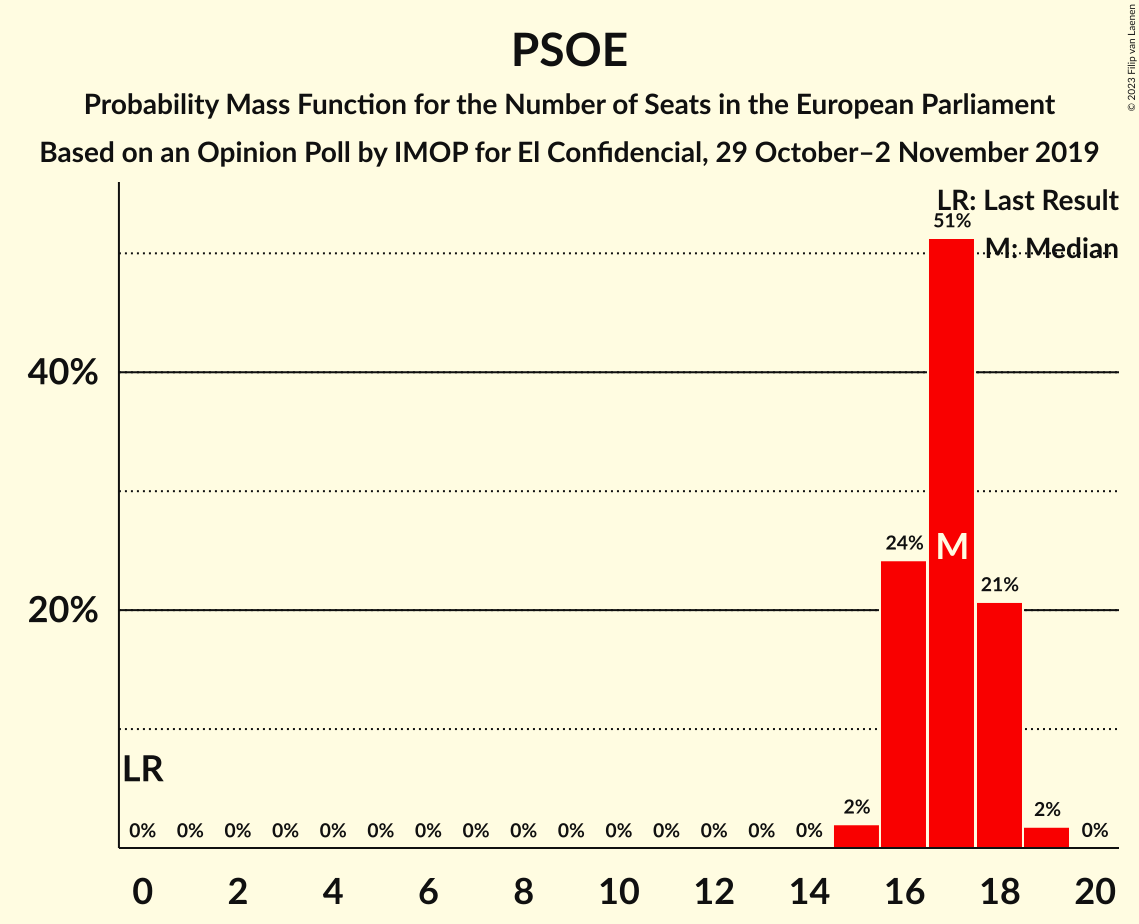 PSOE
Probability Mass Function for the Number of Seats in the European Parliament
Based on an Opinion Poll by IMOP for El Confidencial, 29 October–2 November 2019
© 2023 Filip van Laenen
LR: Last Result
M: Median
51%
40%
24%
M
21%
20%
LR
0% 0% 0% 0% 0% 0% 0% 0% 0% 0% 0% 0% 0% 0% 0% 2% 2% 0%
0 2 4 6 8 10 12 14 16 18 20